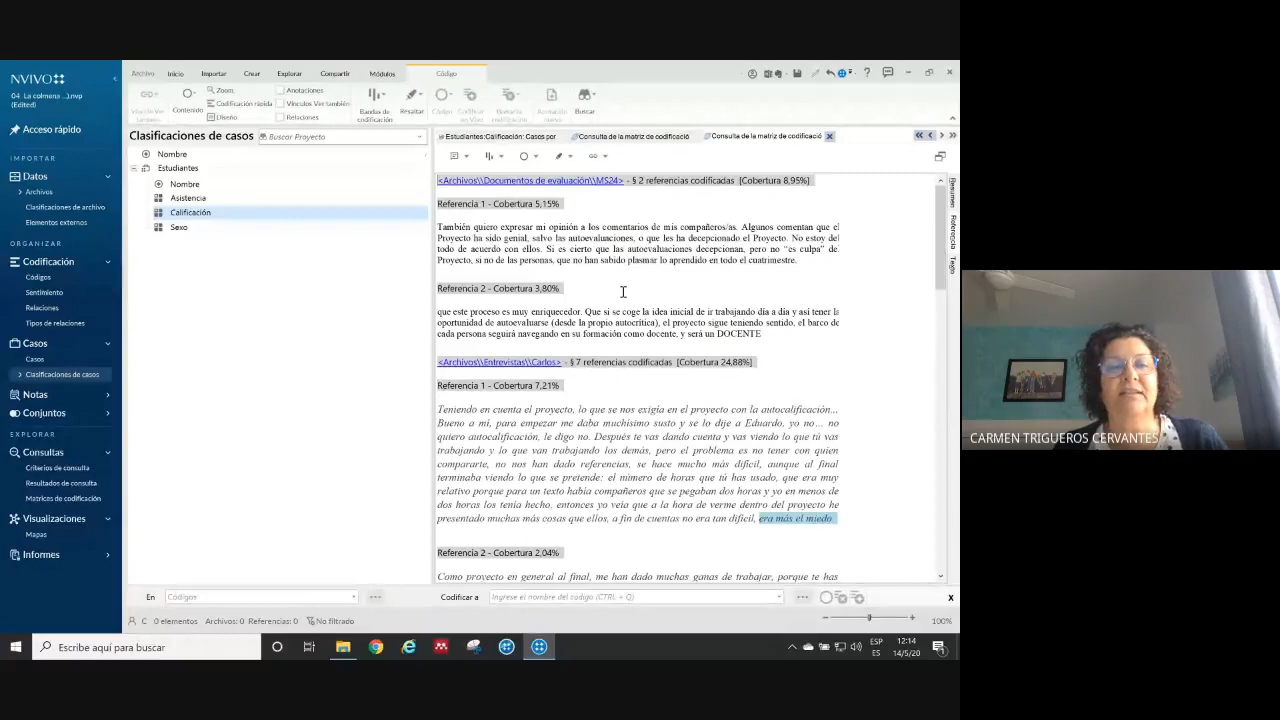 NVIVO
04 La colmena ...).nvp
(Edited)
Acceso rápido
IMPORTAR
Datos
Archivos
Clasificaciones de archivo
Elementos externos
ORGANIZAR
Codificación
Códigos
Sentimiento
Relaciones
Tipos de relaciones
Casos
Casos
Clasificaciones de casos
Notas
Conjuntos
EXPLORAR
Consultas
Criterios de consulta
Resultados de consulta
Matrices de codificación
Visualizaciones
Mapas
Informes
Archivo Inicio Importar Crear Explorar Compartir Módulos Código
Contenido
Zoom
Codificación rápida
Diseño
Anotaciones
Vínculos Ver también
Relaciones
Bandas de codificación
Resaltar
Código
Codificar en Vivo
Buscar
Clasificaciones de casos
Buscar Proyecto
Nombre
Estudiantes
Nombre
Asistencia
Calificación
Sexo
Estudiantes:Calificación: Casos por
Consulta de la matriz de codificació
Consulta de la matriz de codificació
<Archivos\\Documentos de evaluación\\MS24> - § 2 referencias codificadas [Cobertura 8,95%]
Referencia 1 - Cobertura 5,15%
También quiero expresar mi opinión a los comentarios de mis compañeros/as. Algunos comentan que el
Proyecto ha sido genial, salvo las autoevaluaciones, o que les ha decepcionado el Proyecto. No estoy del
todo de acuerdo con ellos. Si es cierto que las autoevaluaciones decepcionan, pero no “es culpa” del
Proyecto, si no de las personas, que no han sabido plasmar lo aprendido en todo el cuatrimestre.
Referencia 2 - Cobertura 3,80%
que este proceso es muy enriquecedor. Que si se coge la idea inicial de ir trabajando día a día y así tener la
oportunidad de autoevaluarse (desde la propia autocrítica), el proyecto sigue teniendo sentido, el barco de
cada persona seguirá navegando en su formación como docente, y será un DOCENTE
<Archivos\\Entrevistas\\Carlos> - § 7 referencias codificadas [Cobertura 24,88%]
Referencia 1 - Cobertura 7,21%
Teniendo en cuenta el proyecto, lo que se nos exigía en el proyecto con la autocalificación...
Bueno a mí, para empezar me daba muchísimo susto y se lo dije a Eduardo, yo no... no
quiero autocalificación, le digo no. Después te vas dando cuenta y vas viendo lo que tú vas
trabajando y lo que van trabajando los demás, pero el problema es no tener con quien
compararte, no nos han dado referencias, se hace mucho más difícil, aunque al final
terminaba viendo lo que se pretende: el número de horas que tú has usado, que era muy
relativo porque para un texto había compañeros que se pegaban dos horas y yo en menos de
dos horas los tenía hecho, entonces yo veía que a la hora de verme dentro del proyecto he
presentado muchas más cosas que ellos, a fin de cuentas no era tan difícil, era más el miedo
Referencia 2 - Cobertura 2,04%
Como proyecto en general al final, me han dado muchas ganas de trabajar, porque te has
Resumen
Referencia
Texto
En Códigos
Codificar a Ingrese el nombre del código (CTRL + Q)
X
C 0 elementos Archivos: 0 Referencias: 0 No filtrado
100%
Escribe aquí para buscar
ESP
ES
12:14
14/5/20
CARMEN TRIGUEROS CERVANTES